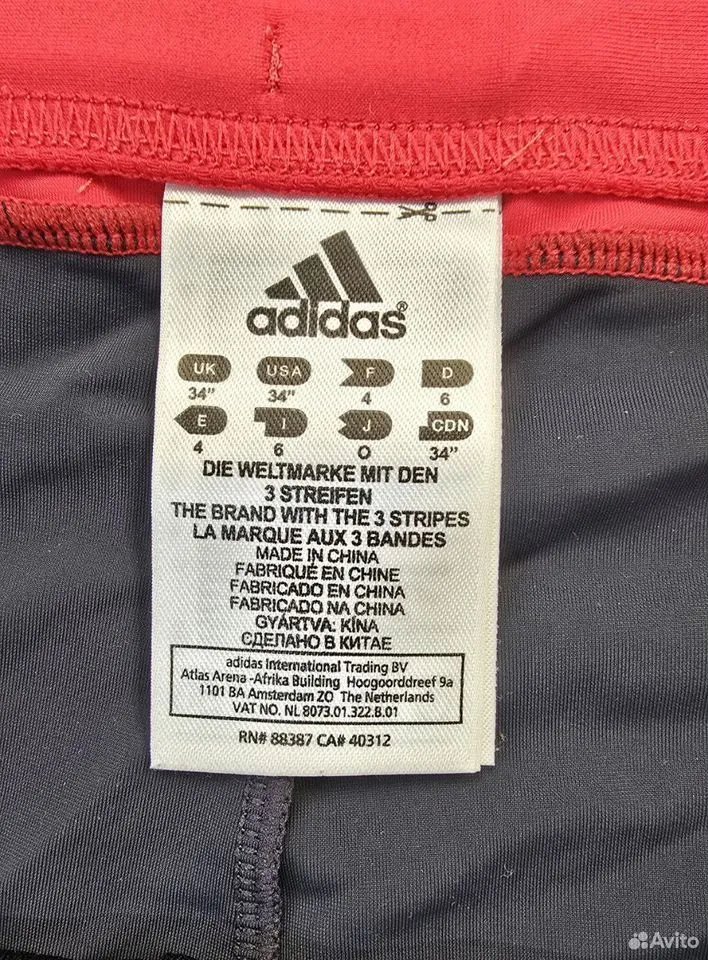 adidas®
UK USA F D
34" 34" 4 6
E I J CDN
4 6 O 34"
DIE WELTMARKE MIT DEN
3 STREIFEN
THE BRAND WITH THE 3 STRIPES
LA MARQUE AUX 3 BANDES
MADE IN CHINA
FABRIQUÉ EN CHINE
FABRICADO EN CHINA
FABRICADO NA CHINA
GYÁRTVA: KÍNA
СДЕЛАНО В КИТАЕ
adidas International Trading BV
Atlas Arena -Afrika Building Hoogoorddreef 9a
1101 BA Amsterdam ZO The Netherlands
VAT NO. NL 8073.01.322.B.01
RN# 88387 CA# 40312
Avito